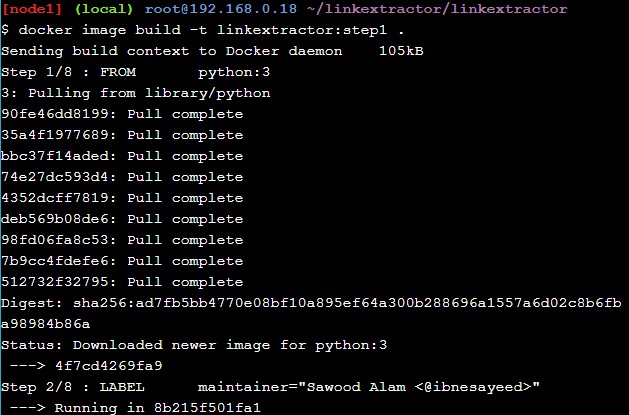 [node1] (local) root@192.168.0.18 ~/linkextractor/linkextractor
$ docker image build -t linkextractor:step1 .
Sending build context to Docker daemon    105kB
Step 1/8 : FROM       python:3
3: Pulling from library/python
90fe46dd8199: Pull complete
35a4f1977689: Pull complete
bbc37f14aded: Pull complete
74e27dc593d4: Pull complete
4352dcff7819: Pull complete
deb569b08de6: Pull complete
98fd06fa8c53: Pull complete
7b9cc4fdefe6: Pull complete
512732f32795: Pull complete
Digest: sha256:ad7fb5bb4770e08bf10a895ef64a300b288696a1557a6d02c8b6fb
a98984b86a
Status: Downloaded newer image for python:3
 ---> 4f7cd4269fa9
Step 2/8 : LABEL      maintainer="Sawood Alam <@ibnesayeed>"
 ---> Running in 8b215f501fa1